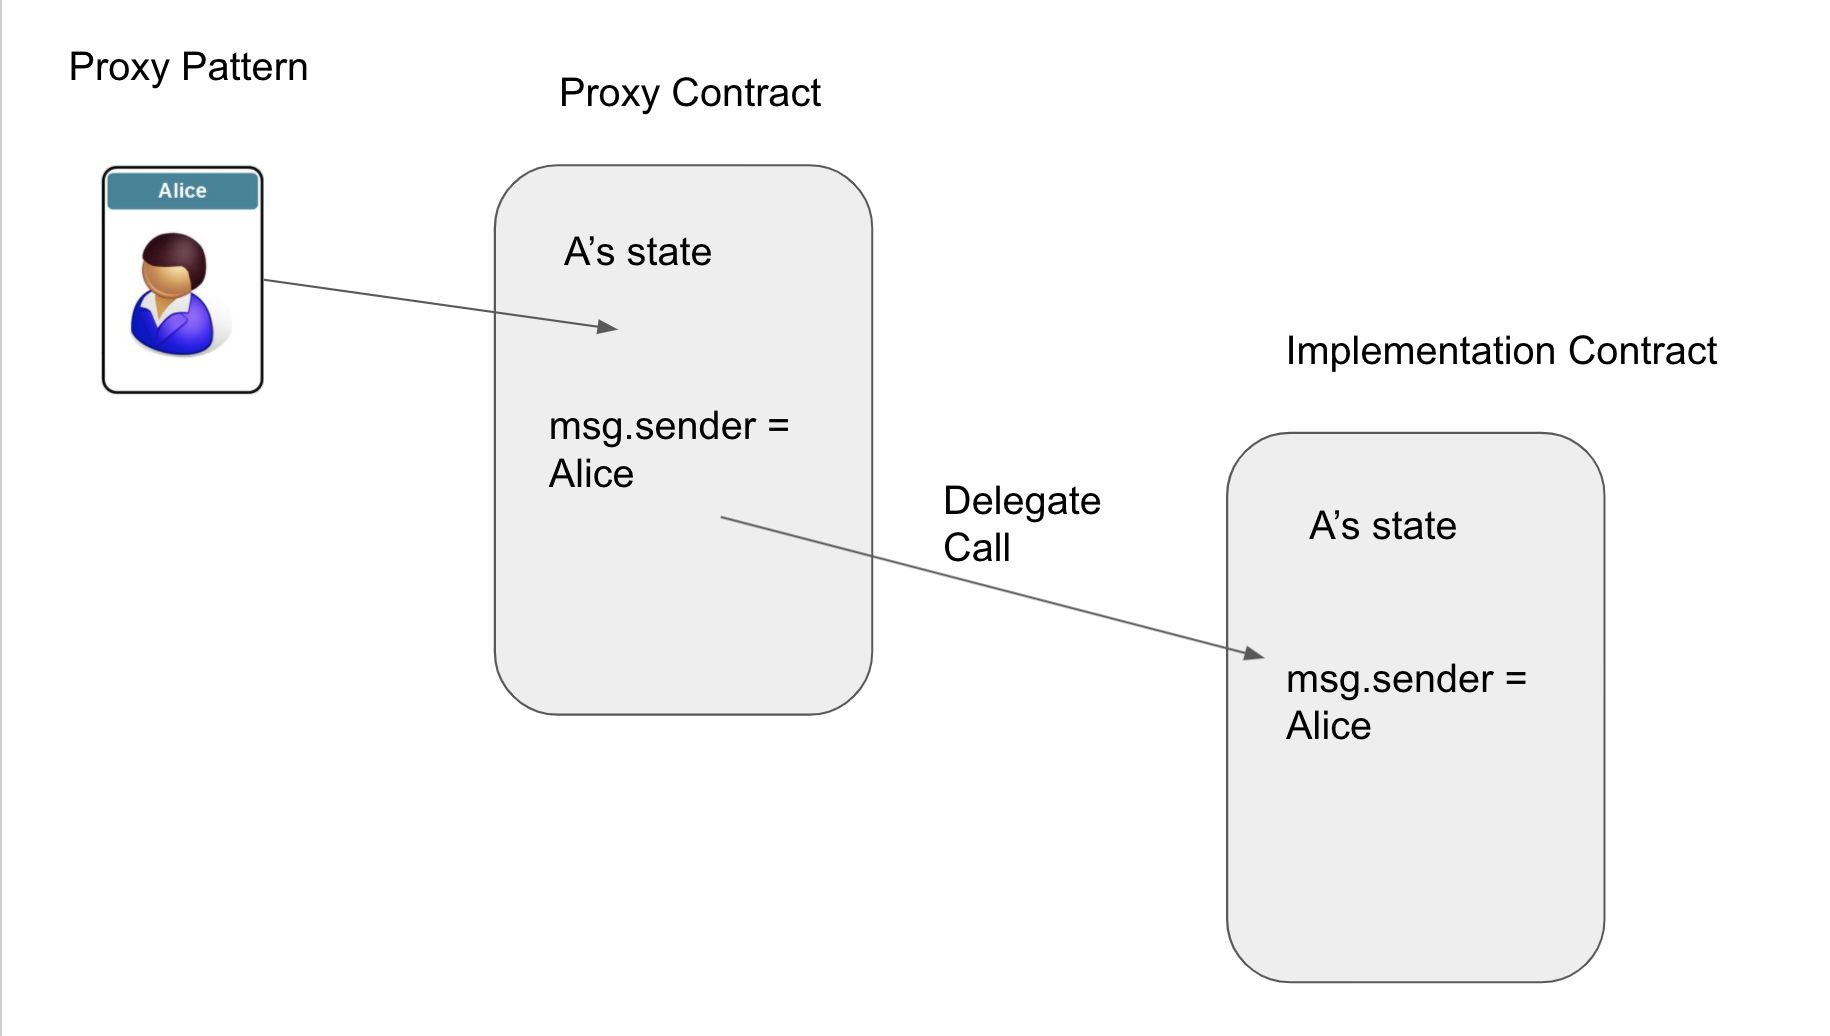 Proxy Pattern
Proxy Contract
Alice
A’s state
msg.sender =
Alice
Delegate
Call
Implementation Contract
A’s state
msg.sender =
Alice